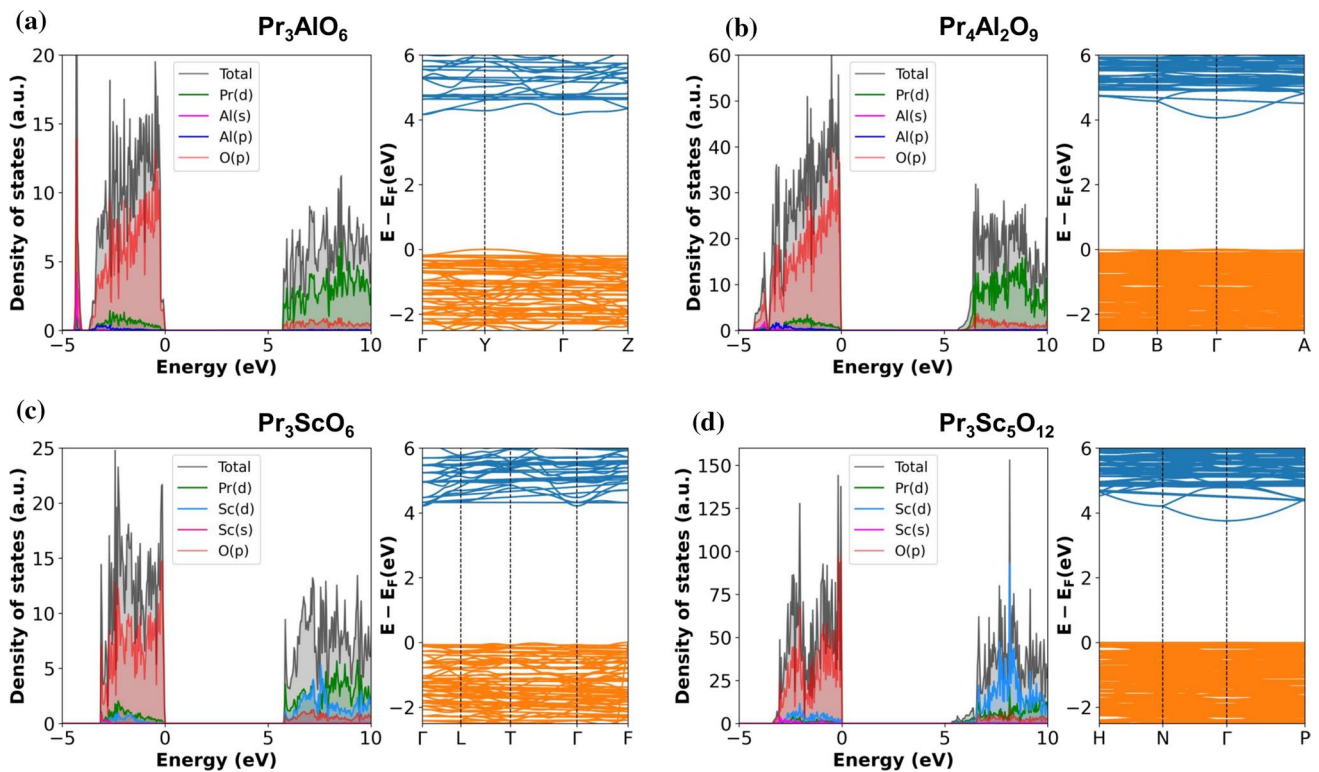 (a)
Pr₃AlO₆
20
15
10
5
0
Density of states (a.u.)
Total
Pr(d)
Al(s)
Al(p)
O(p)
−5 0 5 10
Energy (eV)
6
4
2
0
−2
E − E_F(eV)
Γ Y Γ Z
(b)
Pr₄Al₂O₉
60
50
40
30
20
10
0
Density of states (a.u.)
Total
Pr(d)
Al(s)
Al(p)
O(p)
−5 0 5 10
Energy (eV)
6
4
2
0
−2
E − E_F(eV)
D B Γ A
(c)
Pr₃ScO₆
25
20
15
10
5
0
Density of states (a.u.)
Total
Pr(d)
Sc(d)
Sc(s)
O(p)
−5 0 5 10
Energy (eV)
6
4
2
0
−2
E − E_F(eV)
Γ L T Γ F
(d)
Pr₃Sc₅O₁₂
150
125
100
75
50
25
0
Density of states (a.u.)
Total
Pr(d)
Sc(d)
Sc(s)
O(p)
−5 0 5 10
Energy (eV)
6
4
2
0
−2
E − E_F(eV)
H N Γ P